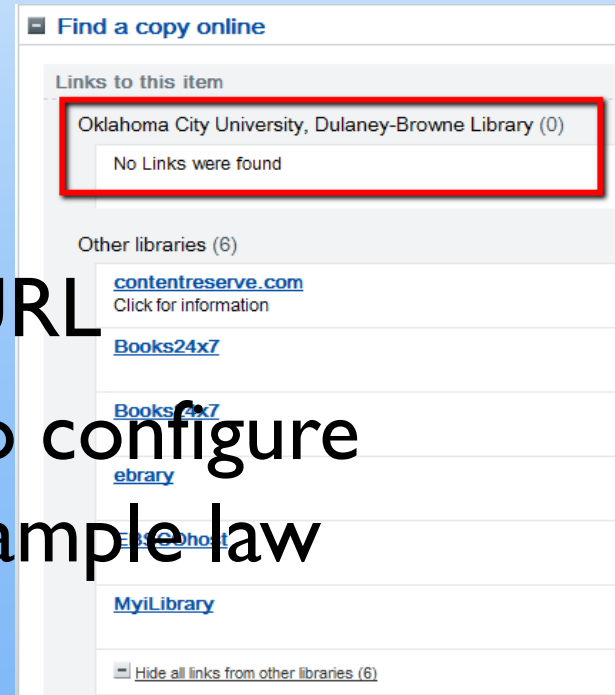 Find a copy online
Links to this item
Oklahoma City University, Dulaney-Browne Library (0)
No Links were found
Other libraries (6)
contentreserve.com
Click for information
URL
Books24x7
Books24x7
configure
ebrary
law
EBSCOhost
MyiLibrary
Hide all links from other libraries (6)